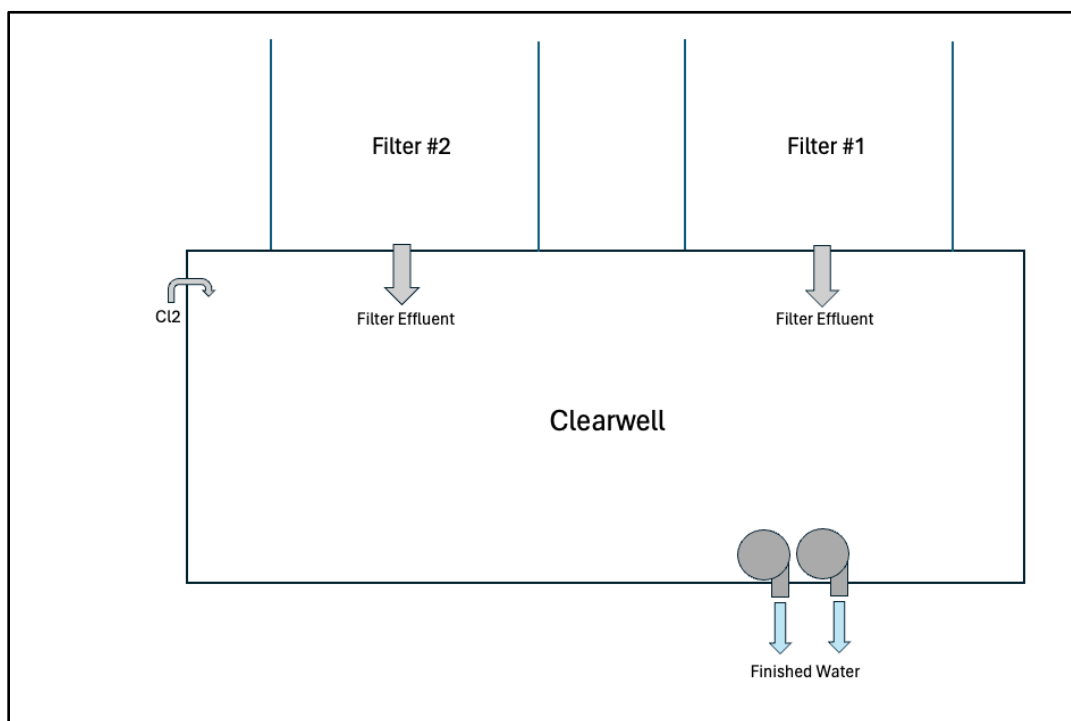 Filter #2
Filter #1
Cl2
Filter Effluent
Filter Effluent
Clearwell
Finished Water